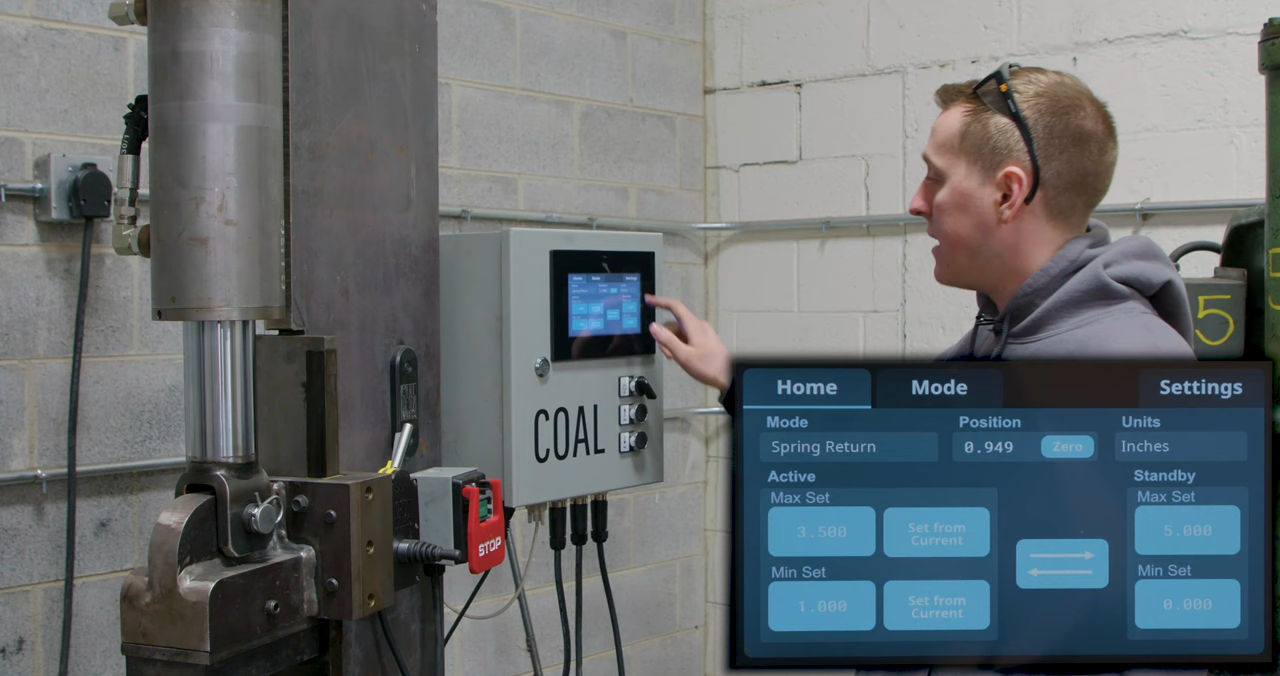 COAL
STOP
5
Home Mode Settings
Mode Position Units
Spring Return 0.949 Zero Inches
Active Standby
Max Set Max Set
3.500 Set from Current 5.000
Min Set Min Set
1.000 Set from Current 0.000